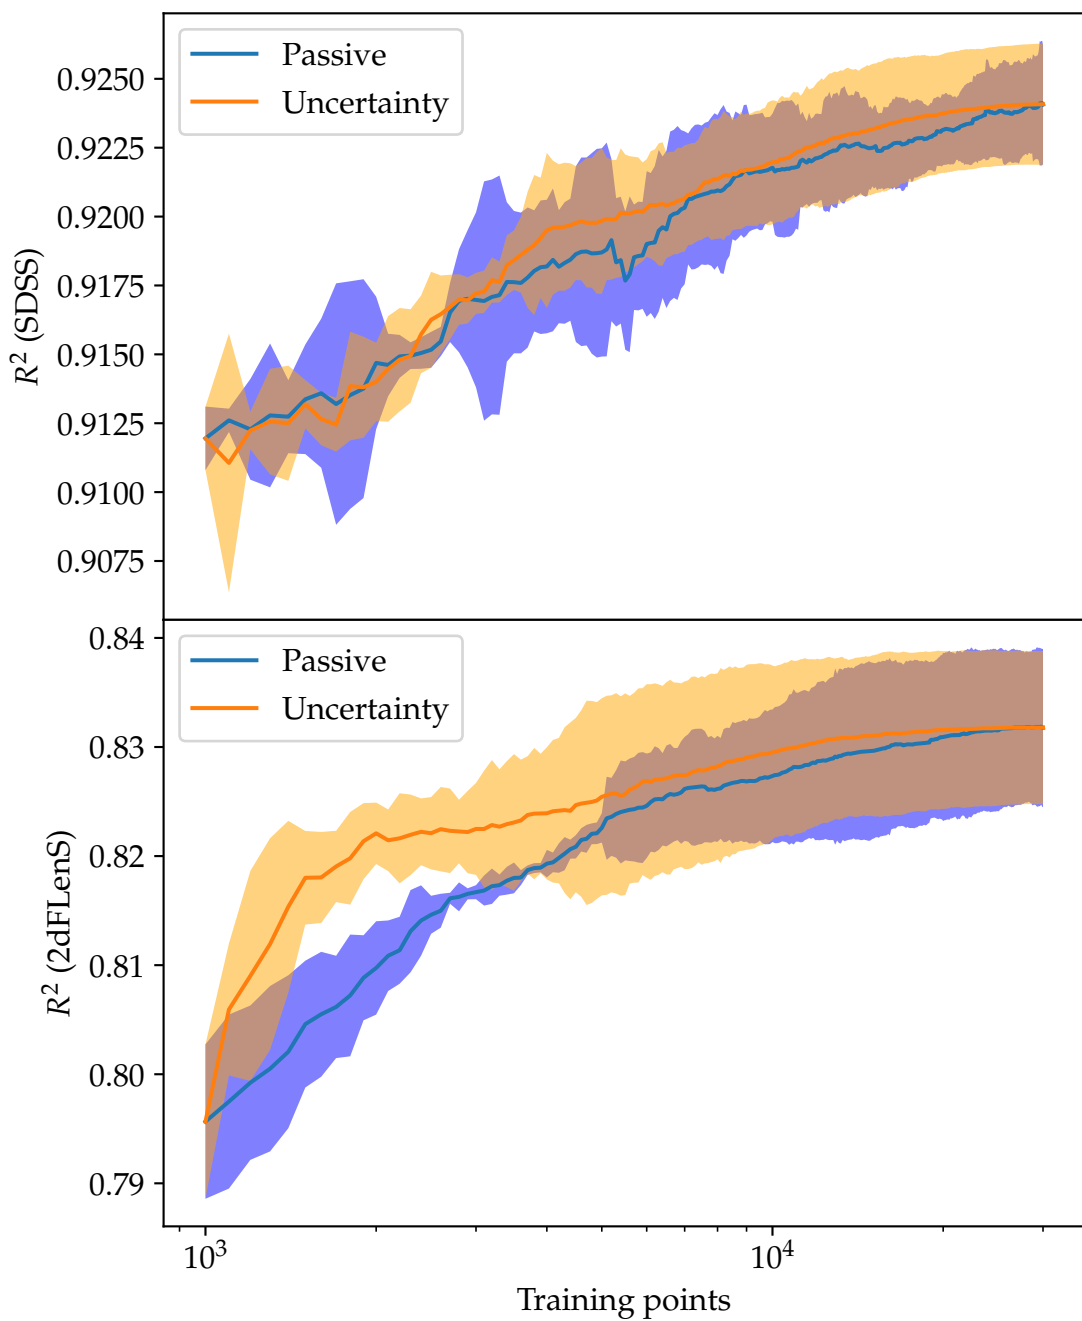 Passive
Uncertainty
0.9250
0.9225
0.9200
0.9175
0.9150
0.9125
0.9100
0.9075
R² (SDSS)
Passive
Uncertainty
0.84
0.83
0.82
0.81
0.80
0.79
R² (2dFLenS)
10³ 10⁴
Training points